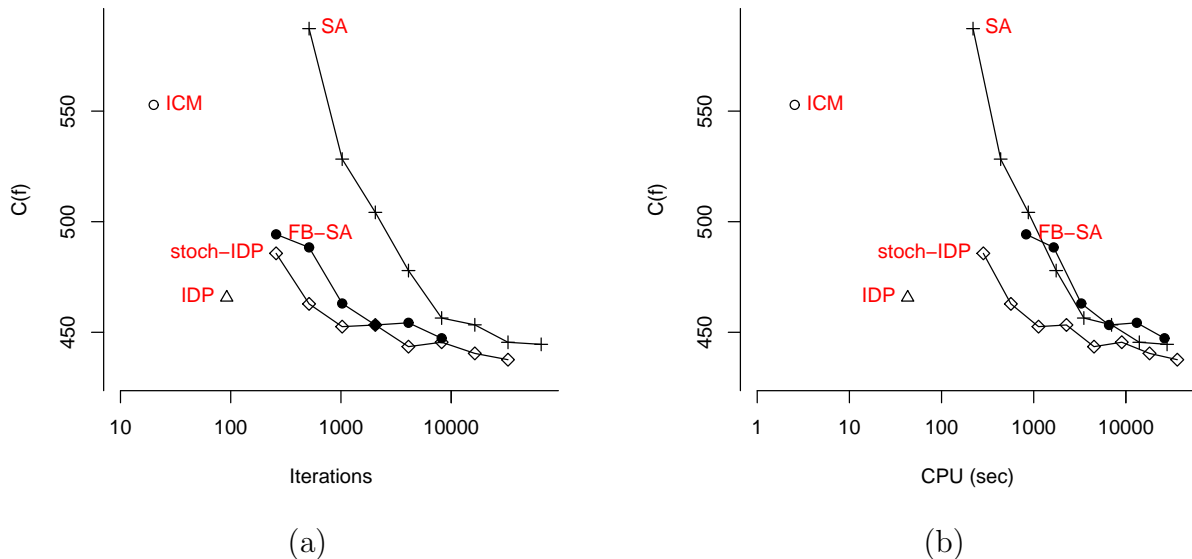 SA
ICM
FB−SA
stoch−IDP
IDP
C(f)
550
500
450
10
100
1000
10000
Iterations
(a)
SA
ICM
FB−SA
stoch−IDP
IDP
C(f)
550
500
450
1
10
100
1000
10000
CPU (sec)
(b)